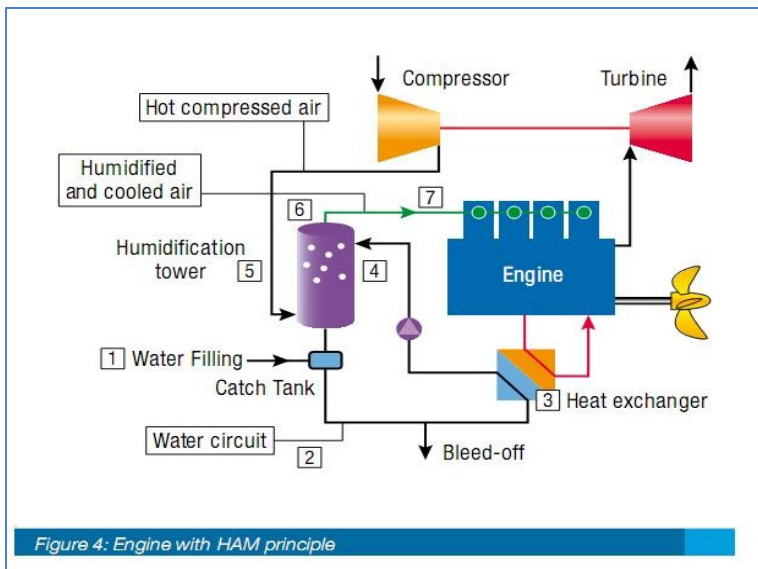 Compressor
Turbine
Hot compressed air
Humidified
and cooled air
6
7
Humidification
tower
5
4
Engine
1 Water Filling
Catch Tank
3 Heat exchanger
Water circuit
2
Bleed-off
Figure 4: Engine with HAM principle